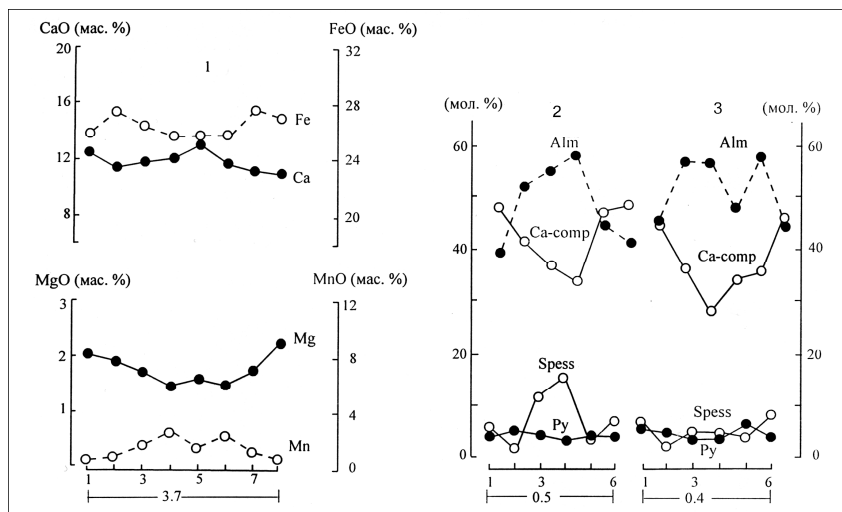 CaO (мас. %)
FeO (мас. %)
20
16
12
8
32
28
24
20
1
Fe
Ca
MgO (мас. %)
MnO (мас. %)
3
2
1
0
12
8
4
0
Mg
Mn
1 3 5 7
3.7
(мол. %)
2
3
(мол. %)
60
40
20
0
60
40
20
0
Alm
Ca-comp
Spess
Py
Alm
Ca-comp
Spess
Py
1 3 6
0.5
1 3 6
0.4